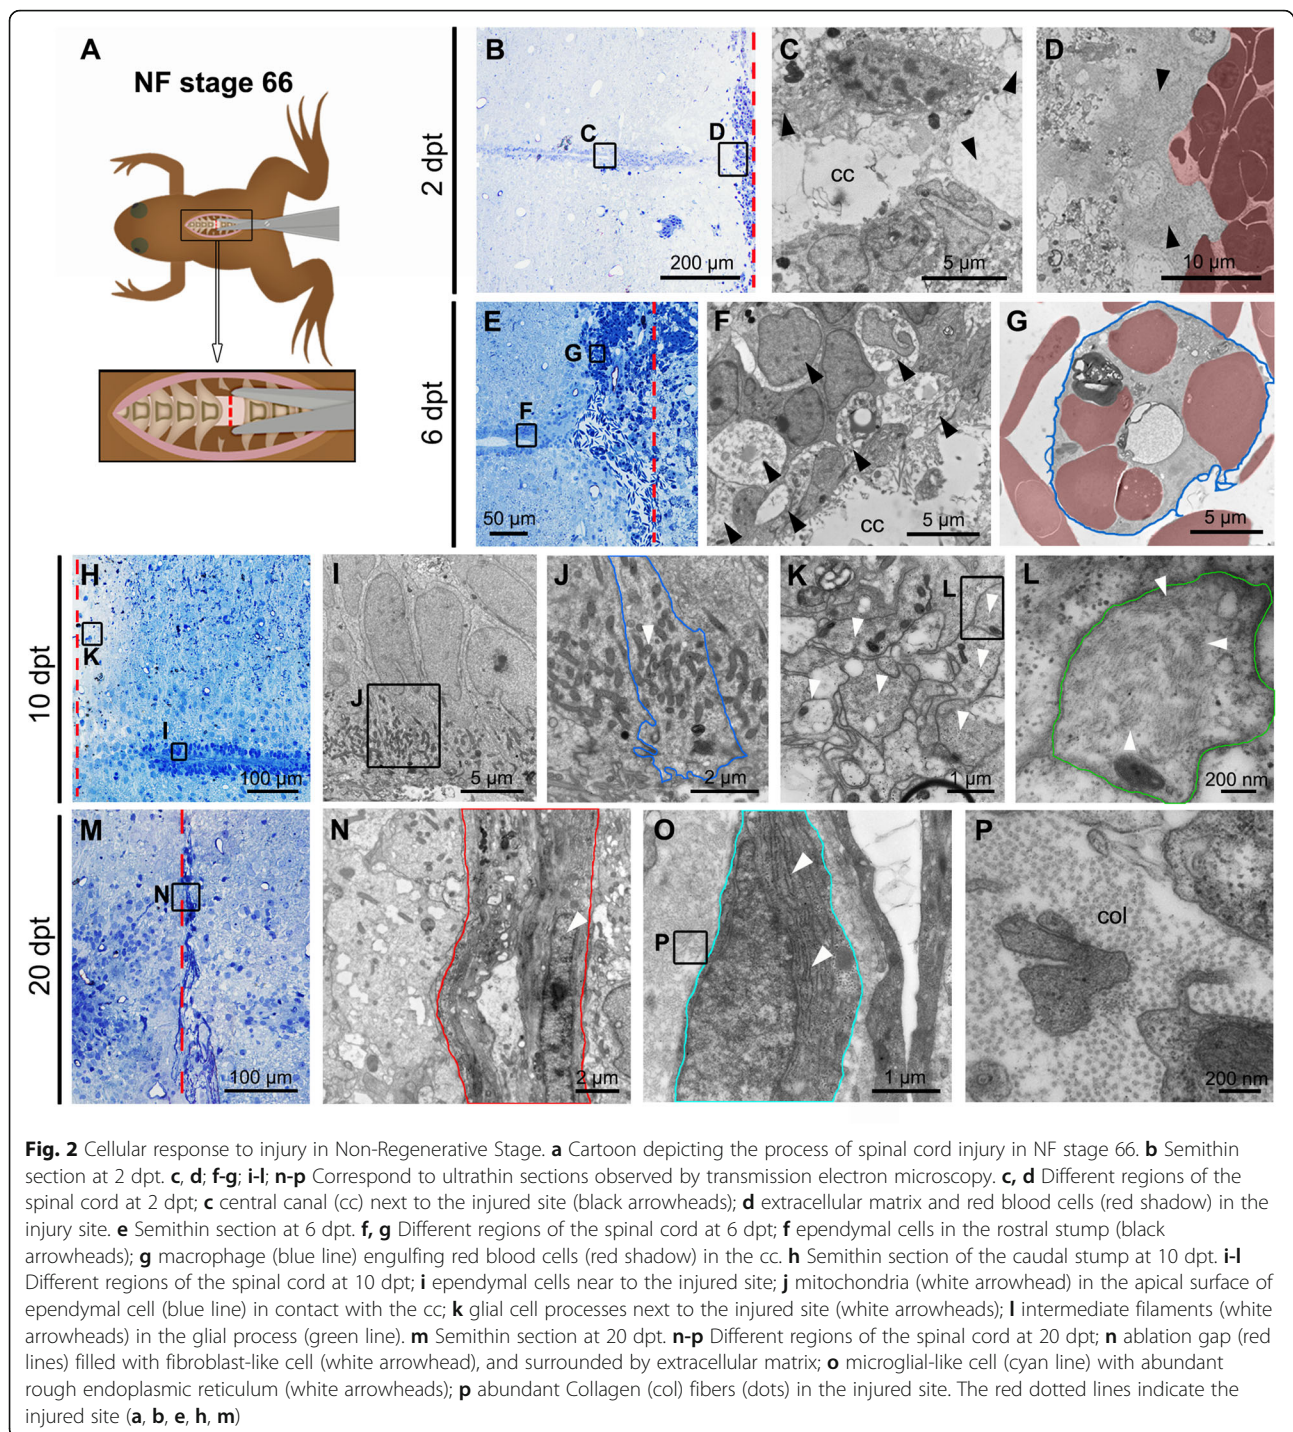 A
NF stage 66
2 dpt
B
C
D
200 µm
C
cc
5 µm
D
10 µm
6 dpt
E
G
F
50 µm
F
cc
5 µm
G
5 µm
10 dpt
H
K
I
100 µm
I
J
5 µm
J
2 µm
K
L
1 µm
L
200 nm
20 dpt
M
N
100 µm
N
2 µm
O
P
1 µm
P
col
200 nm
Fig. 2 Cellular response to injury in Non-Regenerative Stage. a Cartoon depicting the process of spinal cord injury in NF stage 66. b Semithin
section at 2 dpt. c, d; f-g; i-l; n-p Correspond to ultrathin sections observed by transmission electron microscopy. c, d Different regions of the
spinal cord at 2 dpt; c central canal (cc) next to the injured site (black arrowheads); d extracellular matrix and red blood cells (red shadow) in the
injury site. e Semithin section at 6 dpt. f, g Different regions of the spinal cord at 6 dpt; f ependymal cells in the rostral stump (black
arrowheads); g macrophage (blue line) engulfing red blood cells (red shadow) in the cc. h Semithin section of the caudal stump at 10 dpt. i-l
Different regions of the spinal cord at 10 dpt; i ependymal cells near to the injured site; j mitochondria (white arrowhead) in the apical surface of
ependymal cell (blue line) in contact with the cc; k glial cell processes next to the injured site (white arrowheads); l intermediate filaments (white
arrowheads) in the glial process (green line). m Semithin section at 20 dpt. n-p Different regions of the spinal cord at 20 dpt; n ablation gap (red
lines) filled with fibroblast-like cell (white arrowhead), and surrounded by extracellular matrix; o microglial-like cell (cyan line) with abundant
rough endoplasmic reticulum (white arrowheads); p abundant Collagen (col) fibers (dots) in the injured site. The red dotted lines indicate the
injured site (a, b, e, h, m)